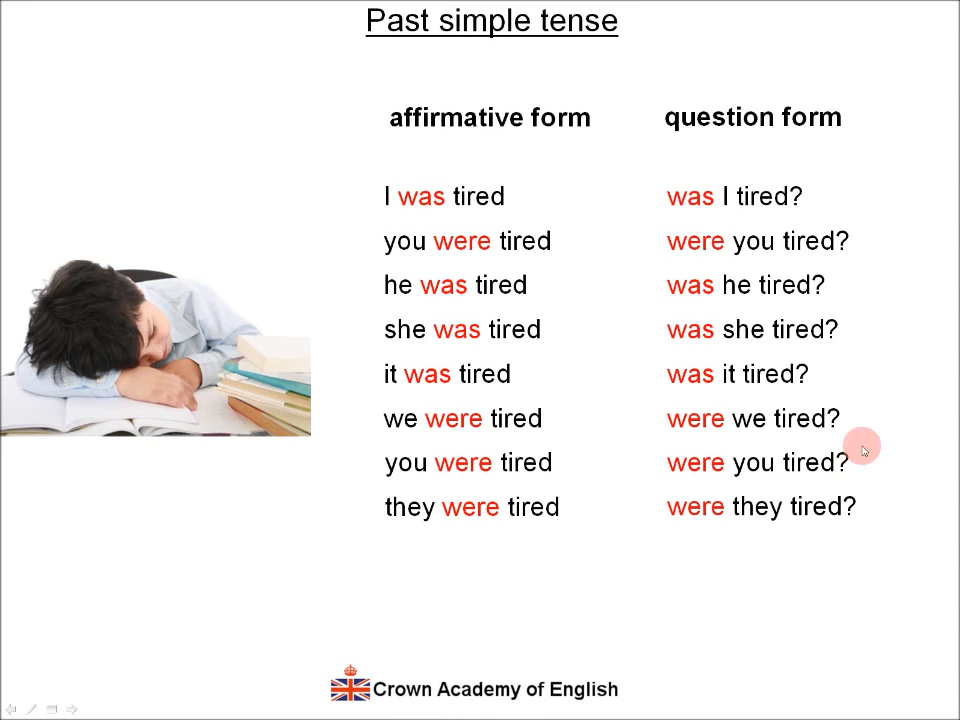 Past simple tense
affirmative form
question form
I was tired
was I tired?
you were tired
were you tired?
he was tired
was he tired?
she was tired
was she tired?
it was tired
was it tired?
we were tired
were we tired?
you were tired
were you tired?
they were tired
were they tired?
Crown Academy of English